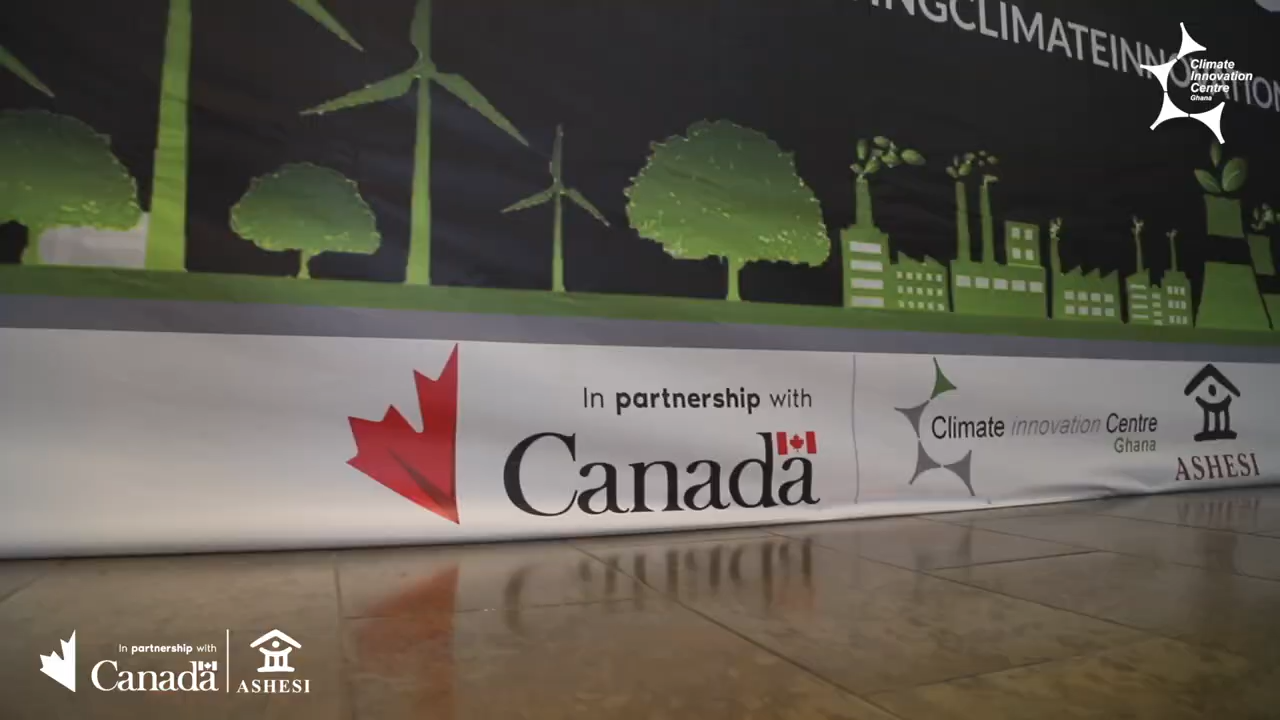 INGCLIMATEINNOVATION
Climate
Innovation
Centre
Ghana
In partnership with
Canada
Climate innovation Centre
Ghana
ASHESI
In partnership with
Canada
ASHESI